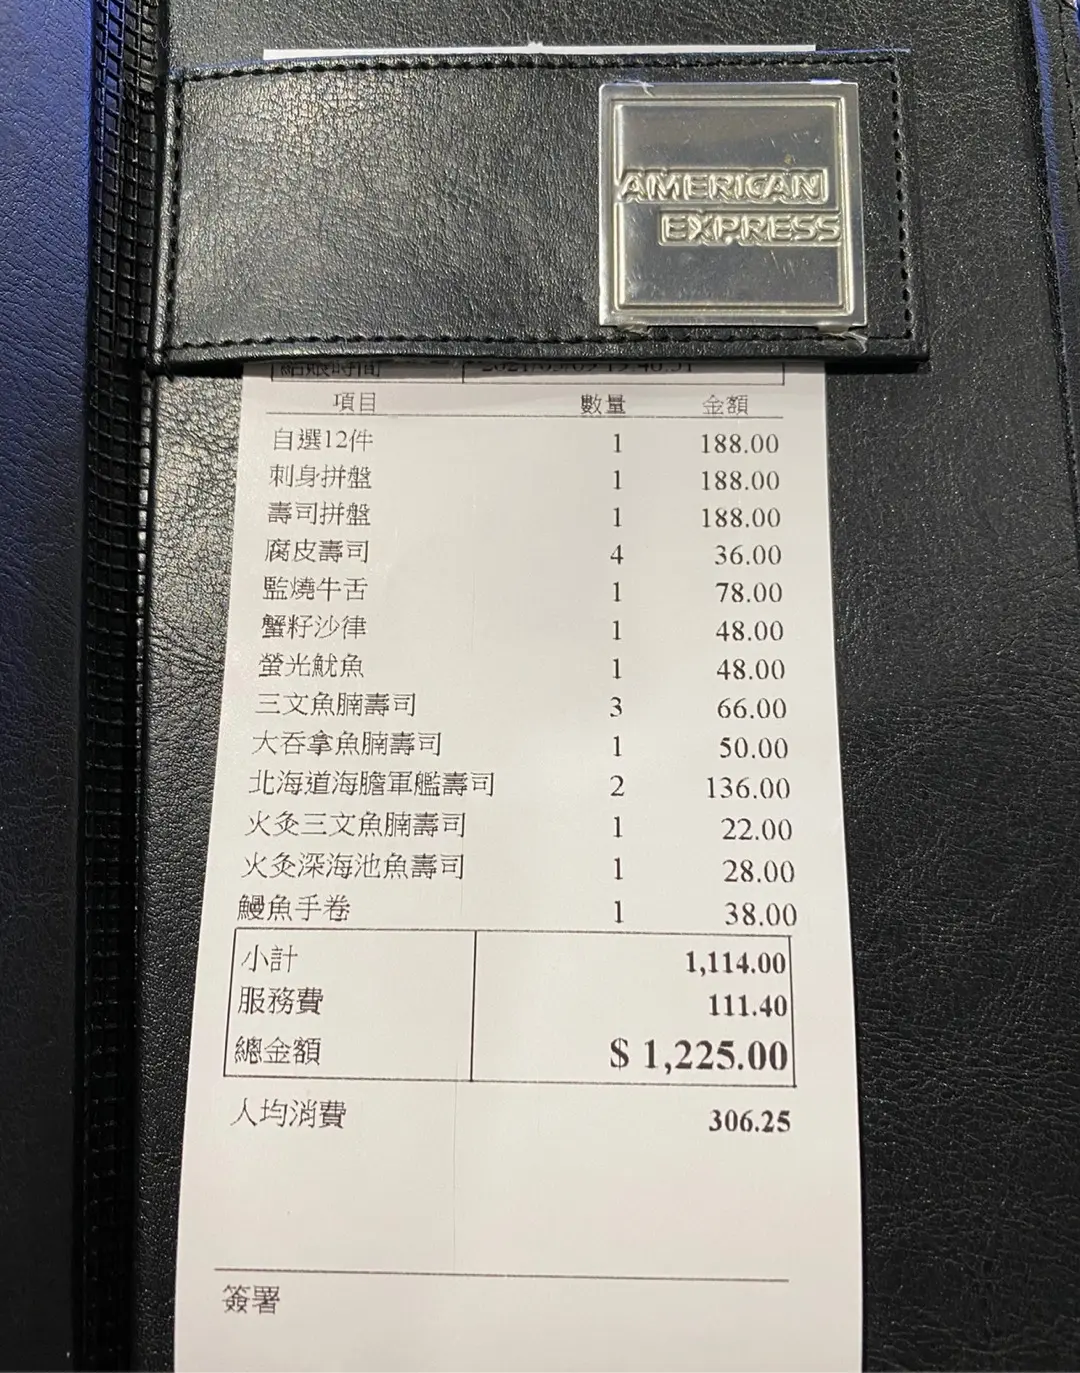 AMERICAN
EXPRESS
結賬時間
項目 數量 金額
自選12件 1 188.00
刺身拼盤 1 188.00
壽司拼盤 1 188.00
腐皮壽司 4 36.00
監燒牛舌 1 78.00
蟹籽沙律 1 48.00
螢光魷魚 1 48.00
三文魚腩壽司 3 66.00
大吞拿魚腩壽司 1 50.00
北海道海膽軍艦壽司 2 136.00
火灸三文魚腩壽司 1 22.00
火灸深海池魚壽司 1 28.00
鰻魚手卷 1 38.00
小計 1,114.00
服務費 111.40
總金額 $ 1,225.00
人均消費 306.25
簽署